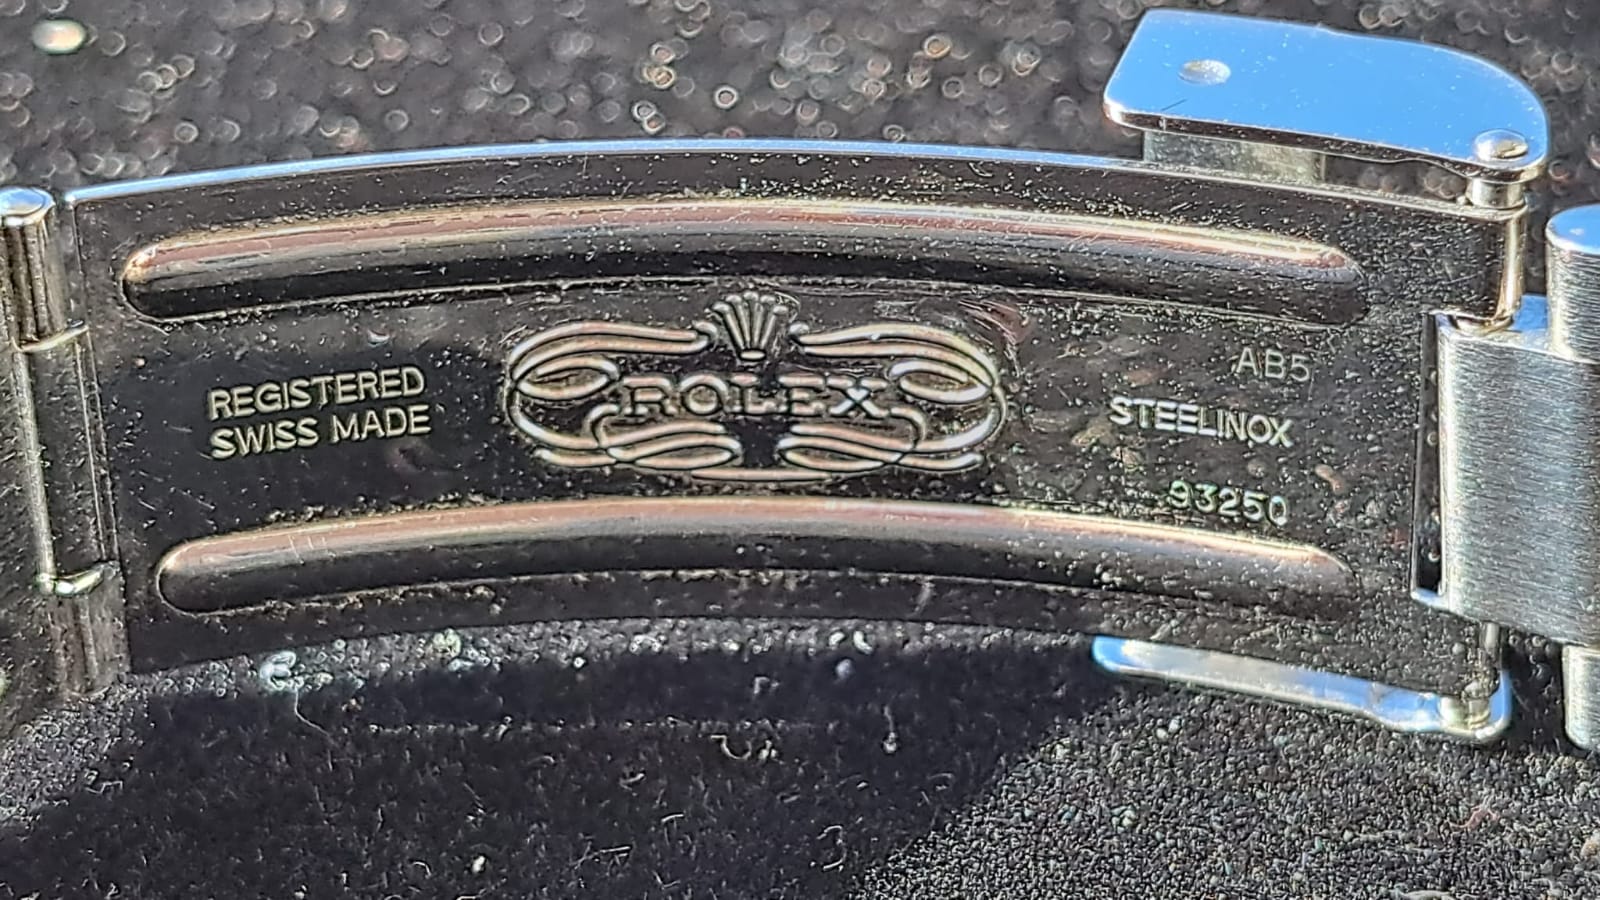 REGISTERED
SWISS MADE
ROLEX
AB5
STEELINOX
93250